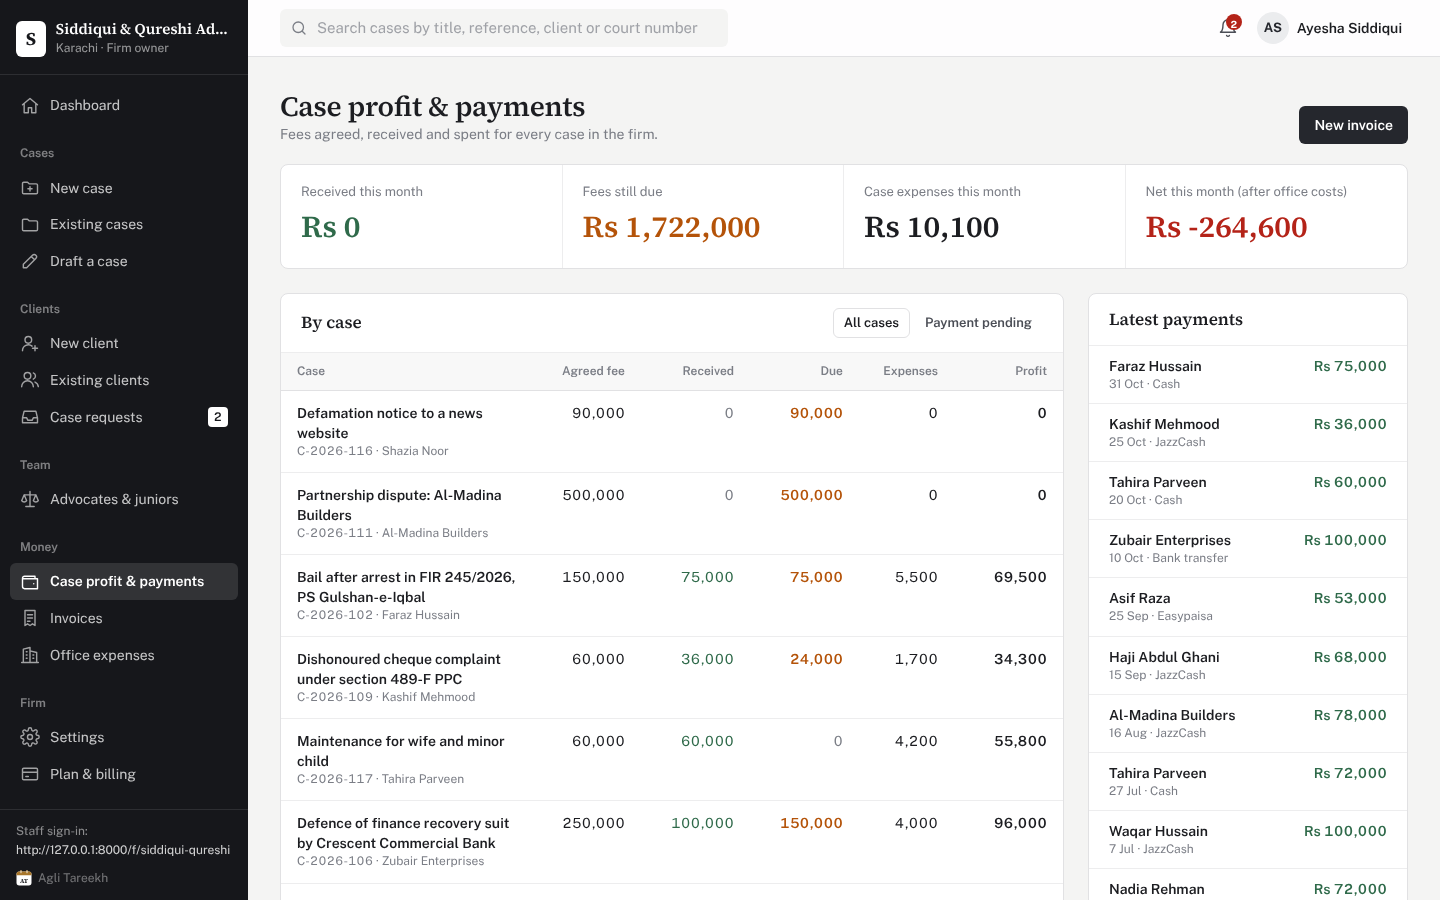 S
Siddiqui & Qureshi Ad...
Karachi · Firm owner
Dashboard
Cases
New case
Existing cases
Draft a case
Clients
New client
Existing clients
Case requests
2
Team
Advocates & juniors
Money
Case profit & payments
Invoices
Office expenses
Firm
Settings
Plan & billing
Staff sign-in:
http://127.0.0.1:8000/f/siddiqui-qureshi
AT
Agli Tareekh
Search cases by title, reference, client or court number
2
AS
Ayesha Siddiqui
Case profit & payments
Fees agreed, received and spent for every case in the firm.
New invoice
Received this month
Rs 0
Fees still due
Rs 1,722,000
Case expenses this month
Rs 10,100
Net this month (after office costs)
Rs -264,600
By case
All cases
Payment pending
Case Agreed fee Received Due Expenses Profit
Defamation notice to a news 90,000 0 90,000 0 0
website
C-2026-116 · Shazia Noor
Partnership dispute: Al-Madina 500,000 0 500,000 0 0
Builders
C-2026-111 · Al-Madina Builders
Bail after arrest in FIR 245/2026, 150,000 75,000 75,000 5,500 69,500
PS Gulshan-e-Iqbal
C-2026-102 · Faraz Hussain
Dishonoured cheque complaint 60,000 36,000 24,000 1,700 34,300
under section 489-F PPC
C-2026-109 · Kashif Mehmood
Maintenance for wife and minor 60,000 60,000 0 4,200 55,800
child
C-2026-117 · Tahira Parveen
Defence of finance recovery suit 250,000 100,000 150,000 4,000 96,000
by Crescent Commercial Bank
C-2026-106 · Zubair Enterprises
Latest payments
Faraz Hussain Rs 75,000
31 Oct · Cash
Kashif Mehmood Rs 36,000
25 Oct · JazzCash
Tahira Parveen Rs 60,000
20 Oct · Cash
Zubair Enterprises Rs 100,000
10 Oct · Bank transfer
Asif Raza Rs 53,000
25 Sep · Easypaisa
Haji Abdul Ghani Rs 68,000
15 Sep · JazzCash
Al-Madina Builders Rs 78,000
16 Aug · JazzCash
Tahira Parveen Rs 72,000
27 Jul · Cash
Waqar Hussain Rs 100,000
7 Jul · JazzCash
Nadia Rehman Rs 72,000